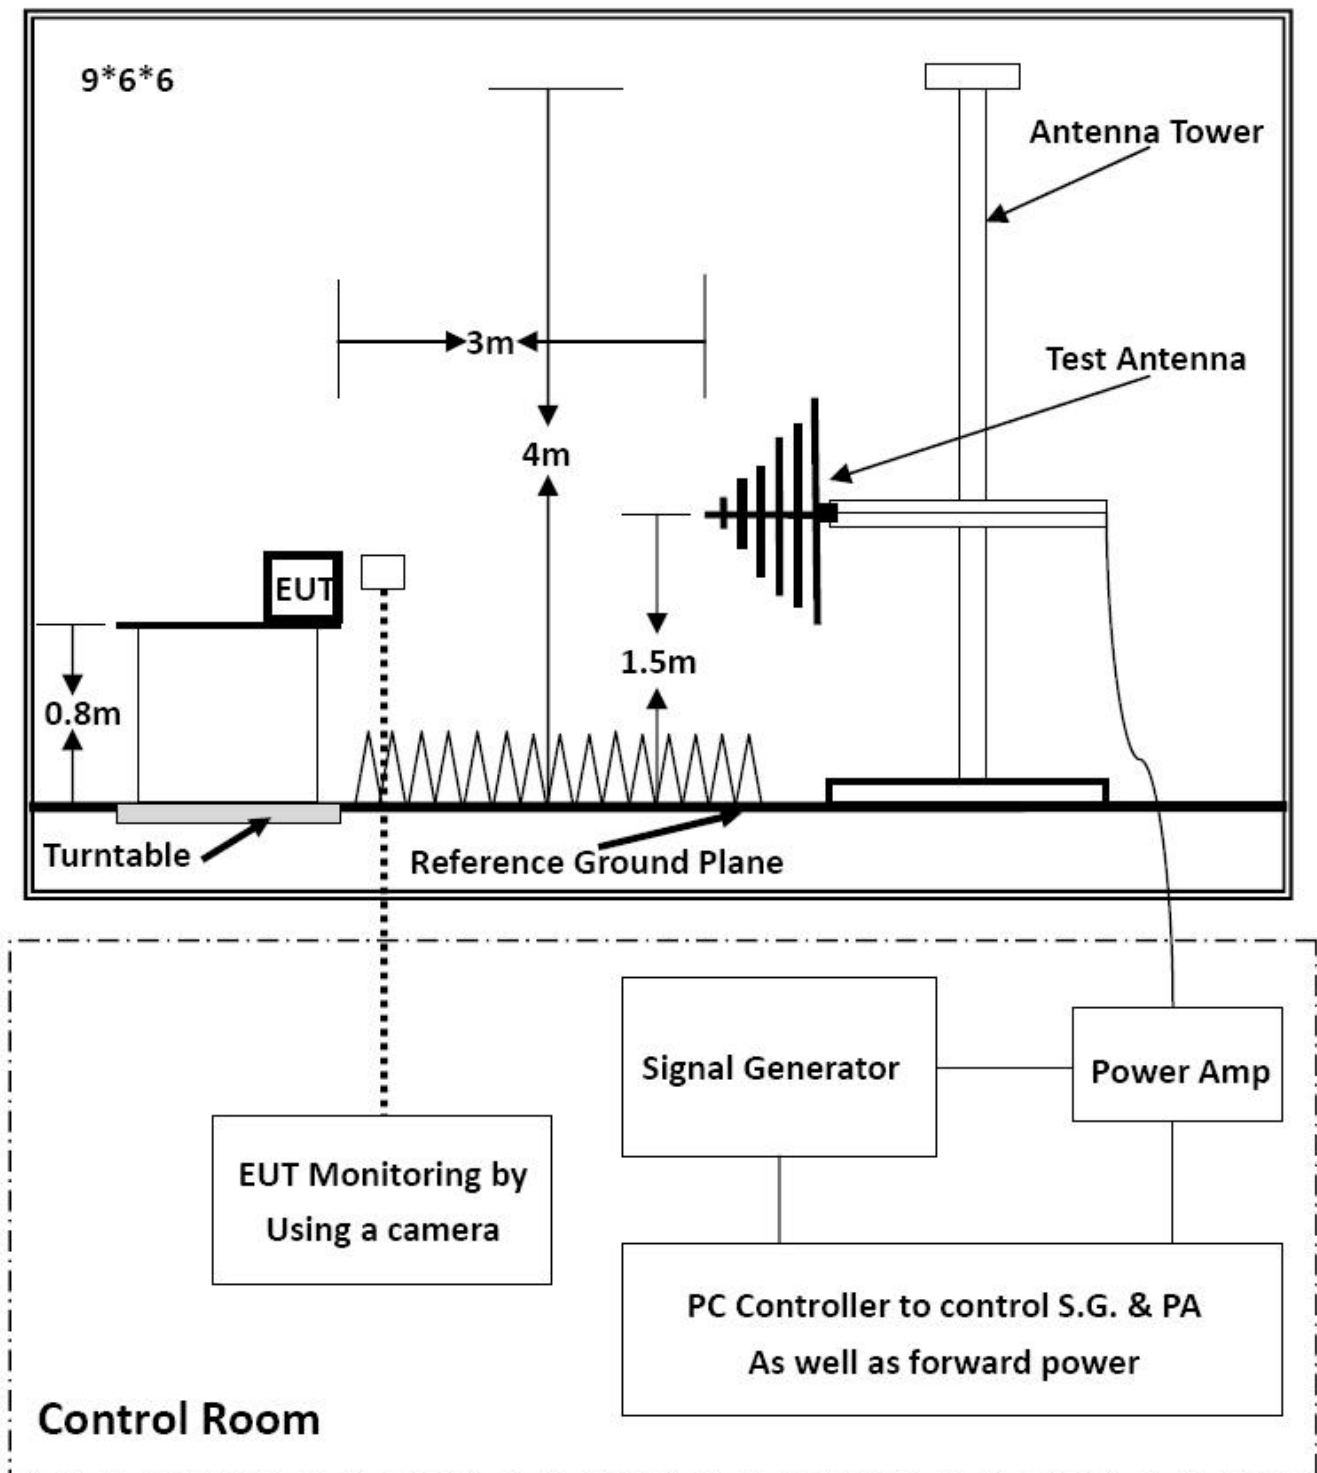 9*6*6
Antenna Tower
3m
Test Antenna
4m
EUT
1.5m
0.8m
Turntable
Reference Ground Plane
Signal Generator
Power Amp
EUT Monitoring by
Using a camera
PC Controller to control S.G. & PA
As well as forward power
Control Room